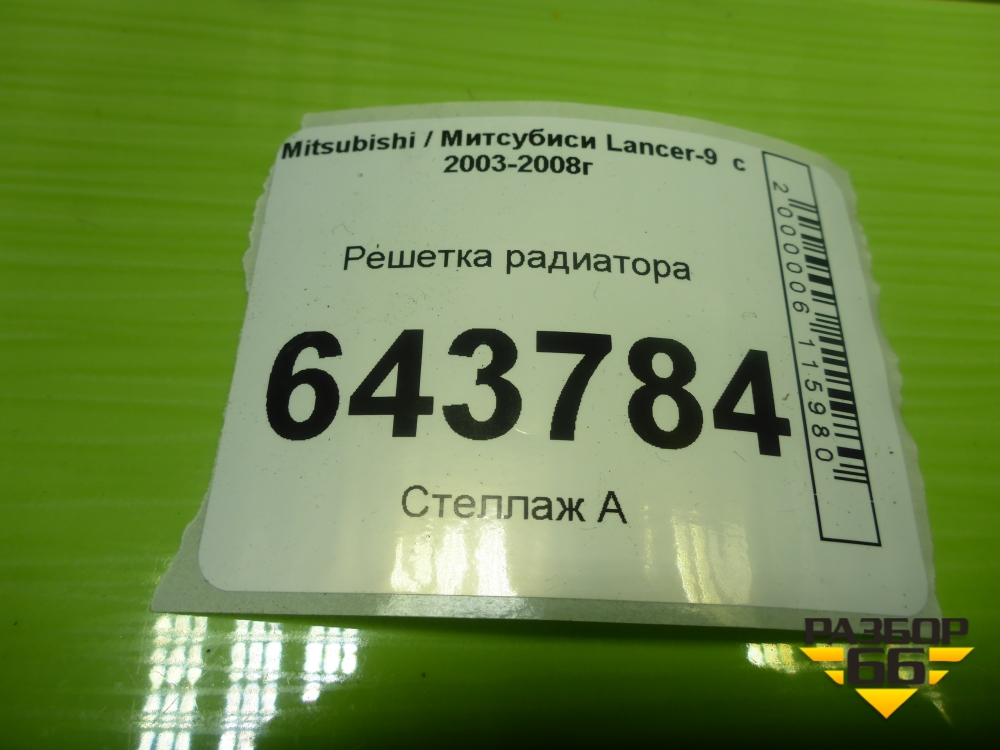 Mitsubishi / Митсубиси Lancer-9 с
2003-2008г
Решетка радиатора
643784
Стеллаж А
2000006115980
РАЗБОР
66